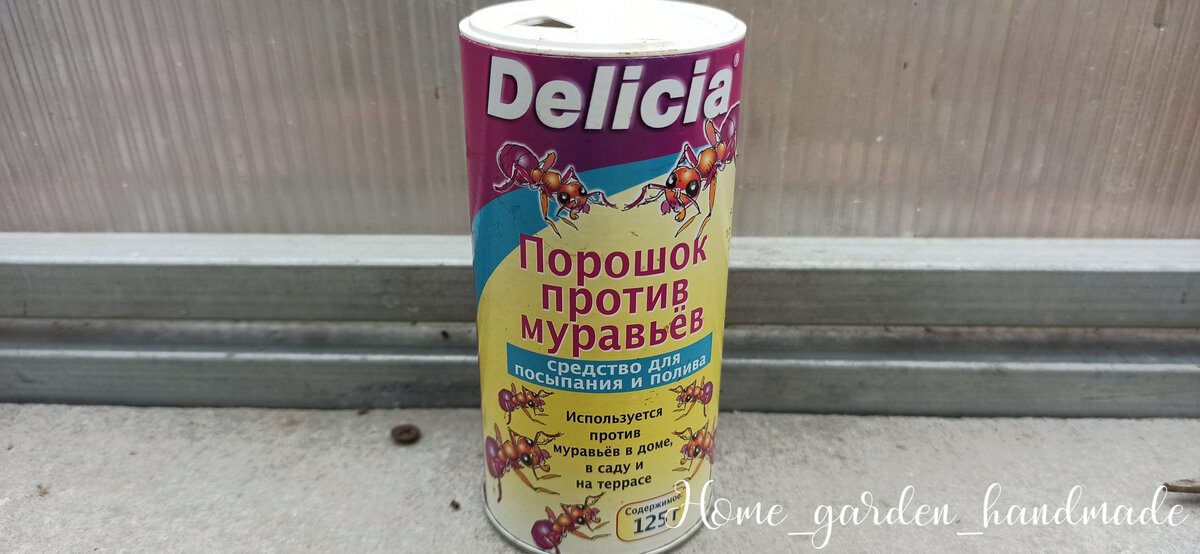 Delicia®
Порошок
против
муравьёв
средство для
посыпания и полива
Используется
против
муравьёв в доме,
в саду и
на террасе
Содержимое:
125 г
Home_garden_handmade